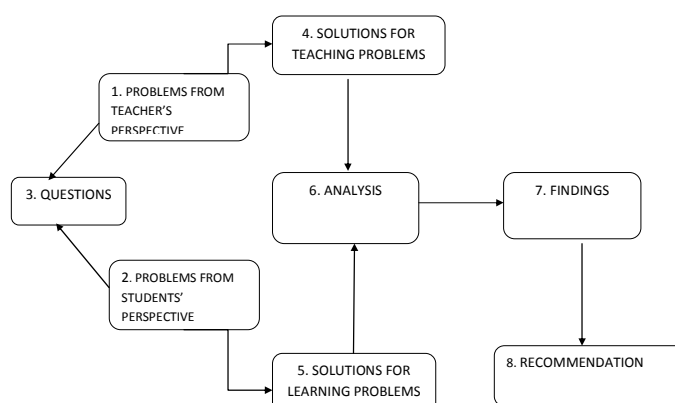 4. SOLUTIONS FOR
TEACHING PROBLEMS
1. PROBLEMS FROM
TEACHER'S
PERSPECTIVE
3. QUESTIONS
6. ANALYSIS
7. FINDINGS
2. PROBLEMS FROM
STUDENTS'
PERSPECTIVE
5. SOLUTIONS FOR
LEARNING PROBLEMS
8. RECOMMENDATION